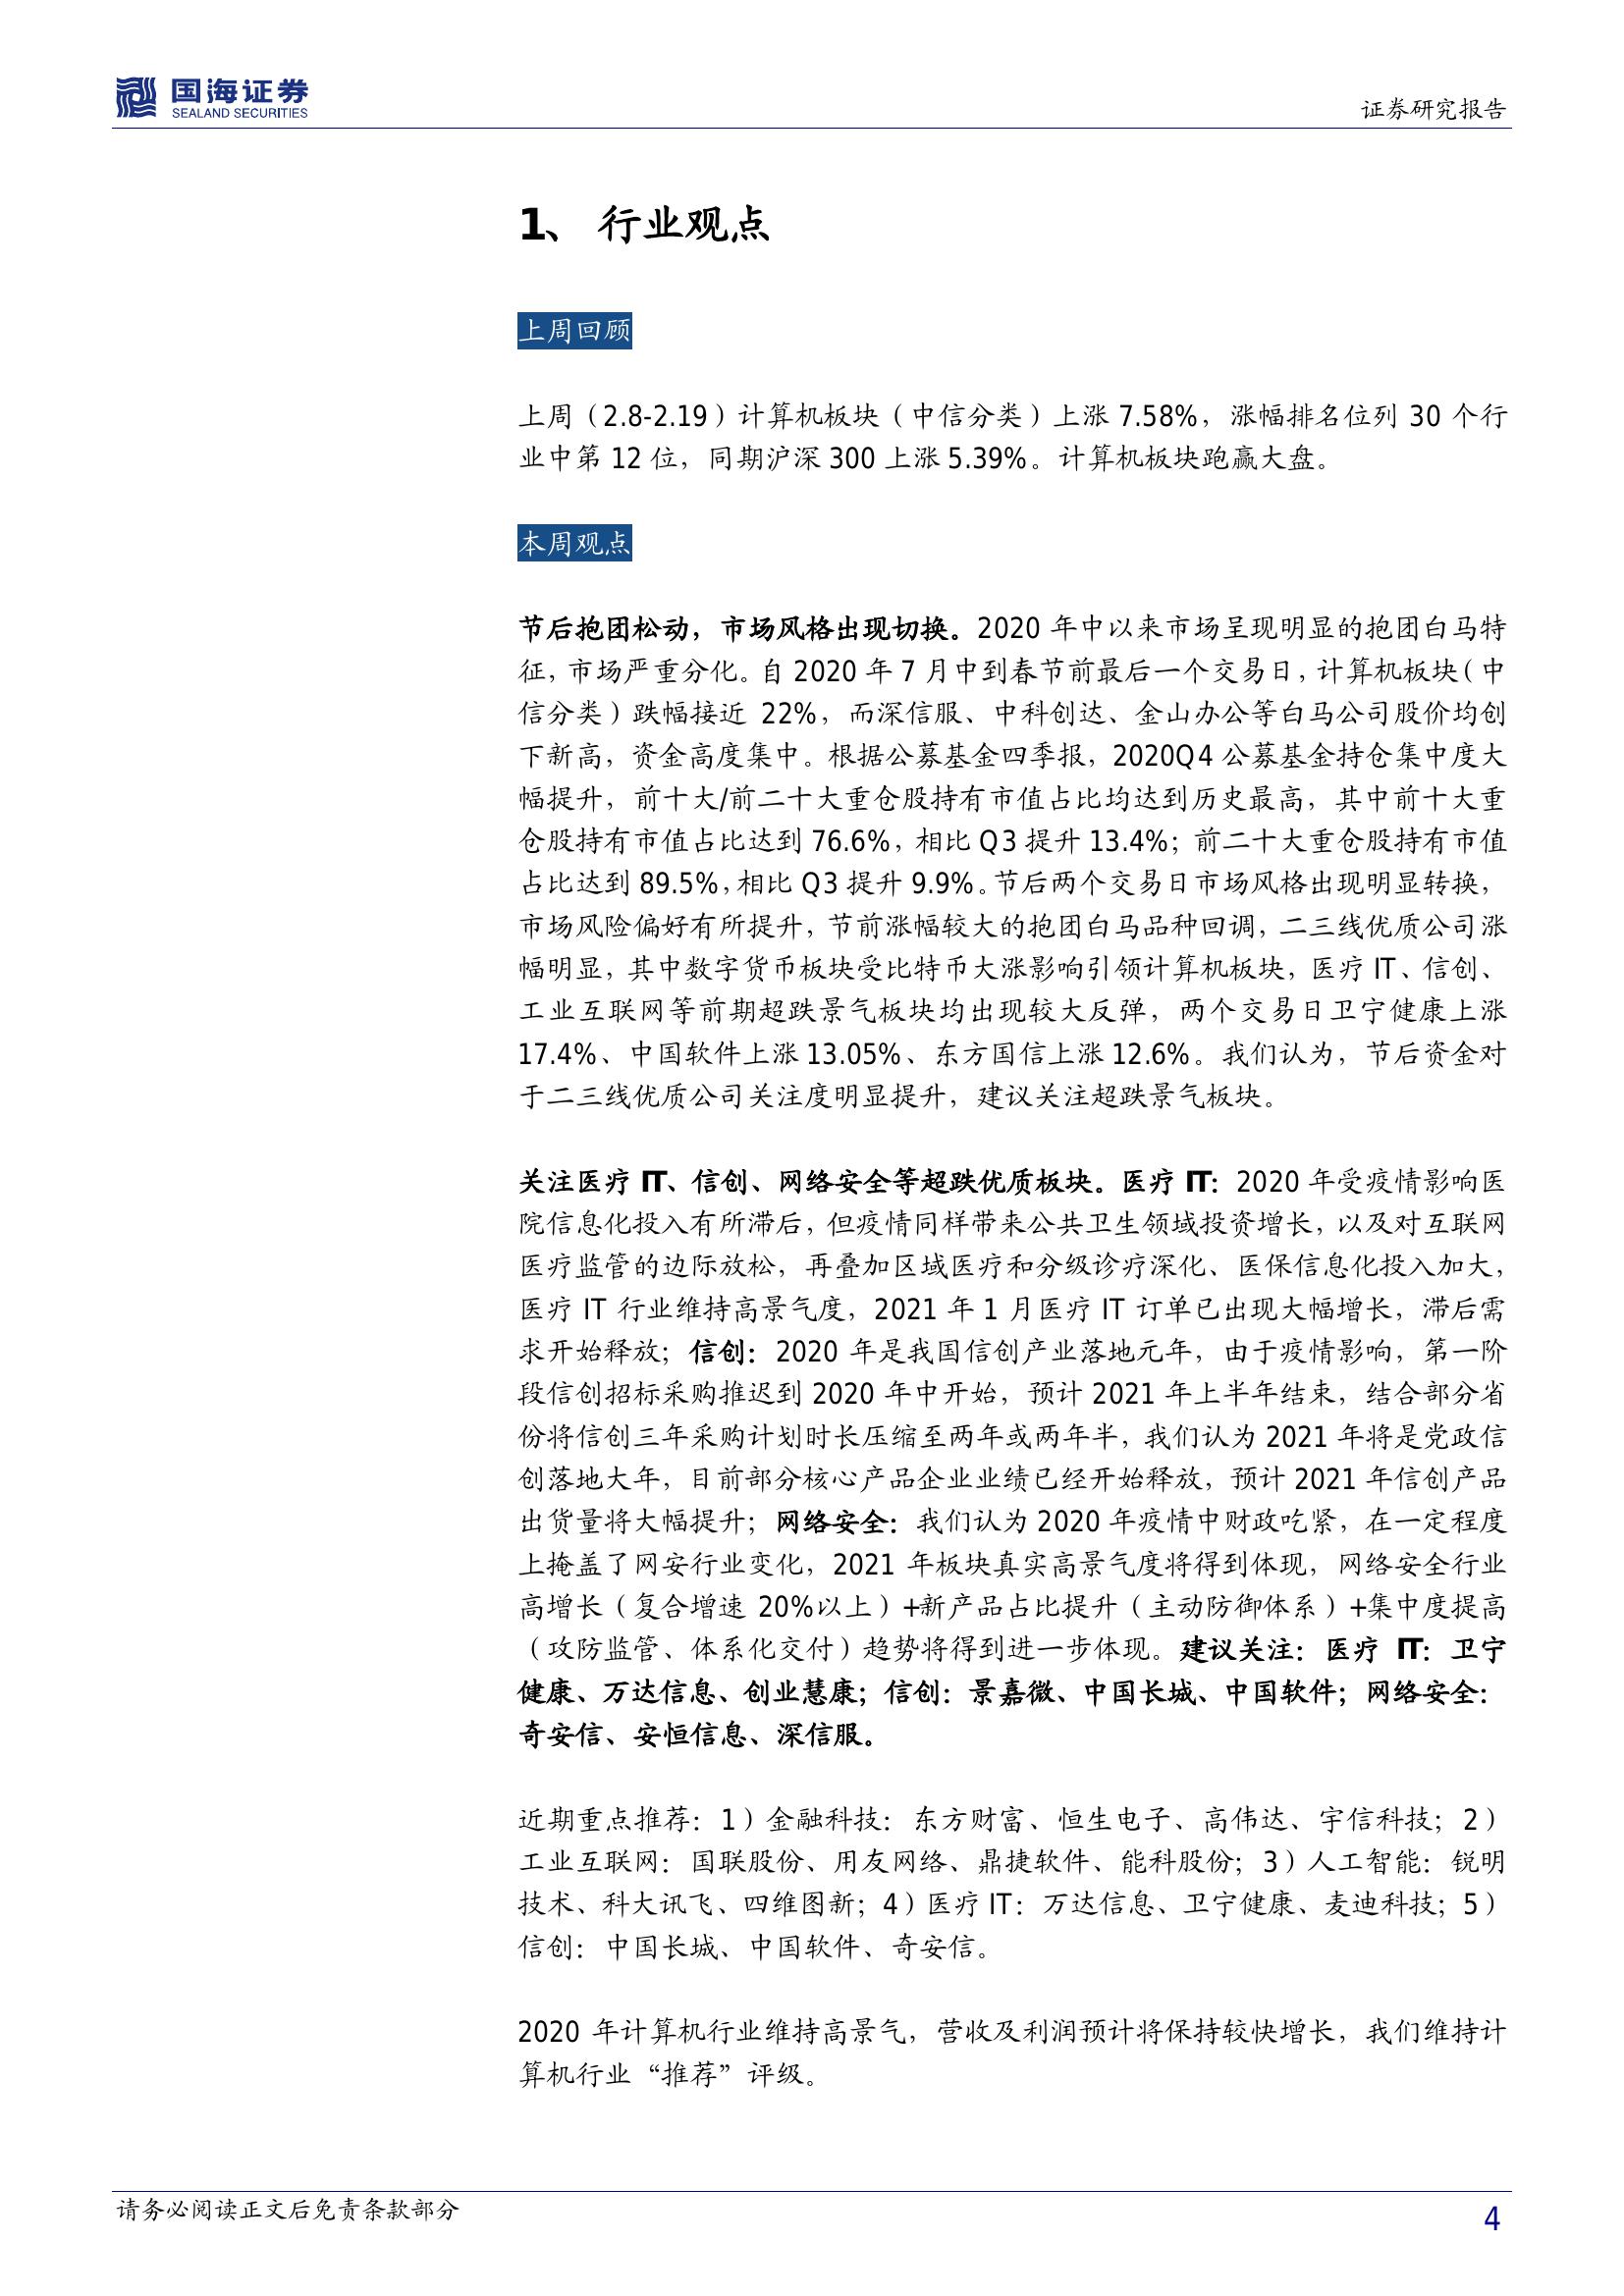 国海证券
SEALAND SECURITIES
证券研究报告
1、 行业观点
上周回顾
上周（2.8-2.19）计算机板块（中信分类）上涨 7.58%，涨幅排名位列 30 个行
业中第 12 位，同期沪深 300 上涨 5.39%。计算机板块跑赢大盘。
本周观点
节后抱团松动，市场风格出现切换。2020 年中以来市场呈现明显的抱团白马特
征，市场严重分化。自 2020 年 7 月中到春节前最后一个交易日，计算机板块（中
信分类）跌幅接近 22%，而深信服、中科创达、金山办公等白马公司股价均创
下新高，资金高度集中。根据公募基金四季报，2020Q4 公募基金持仓集中度大
幅提升，前十大/前二十大重仓股持有市值占比均达到历史最高，其中前十大重
仓股持有市值占比达到 76.6%，相比 Q3 提升 13.4%；前二十大重仓股持有市值
占比达到 89.5%，相比 Q3 提升 9.9%。节后两个交易日市场风格出现明显转换，
市场风险偏好有所提升，节前涨幅较大的抱团白马品种回调，二三线优质公司涨
幅明显，其中数字货币板块受比特币大涨影响引领计算机板块，医疗 IT、信创、
工业互联网等前期超跌景气板块均出现较大反弹，两个交易日卫宁健康上涨
17.4%、中国软件上涨 13.05%、东方国信上涨 12.6%。我们认为，节后资金对
于二三线优质公司关注度明显提升，建议关注超跌景气板块。
关注医疗 IT、信创、网络安全等超跌优质板块。医疗 IT：2020 年受疫情影响医
院信息化投入有所滞后，但疫情同样带来公共卫生领域投资增长，以及对互联网
医疗监管的边际放松，再叠加区域医疗和分级诊疗深化、医保信息化投入加大，
医疗 IT 行业维持高景气度，2021 年 1 月医疗 IT 订单已出现大幅增长，滞后需
求开始释放；信创：2020 年是我国信创产业落地元年，由于疫情影响，第一阶
段信创招标采购推迟到 2020 年中开始，预计 2021 年上半年结束，结合部分省
份将信创三年采购计划时长压缩至两年或两年半，我们认为 2021 年将是党政信
创落地大年，目前部分核心产品企业业绩已经开始释放，预计 2021 年信创产品
出货量将大幅提升；网络安全：我们认为 2020 年疫情中财政吃紧，在一定程度
上掩盖了网安行业变化，2021 年板块真实高景气度将得到体现，网络安全行业
高增长（复合增速 20%以上）+新产品占比提升（主动防御体系）+集中度提高
（攻防监管、体系化交付）趋势将得到进一步体现。建议关注：医疗 IT：卫宁
健康、万达信息、创业慧康；信创：景嘉微、中国长城、中国软件；网络安全：
奇安信、安恒信息、深信服。
近期重点推荐：1）金融科技：东方财富、恒生电子、高伟达、宇信科技；2）
工业互联网：国联股份、用友网络、鼎捷软件、能科股份；3）人工智能：锐明
技术、科大讯飞、四维图新；4）医疗 IT：万达信息、卫宁健康、麦迪科技；5）
信创：中国长城、中国软件、奇安信。
2020 年计算机行业维持高景气，营收及利润预计将保持较快增长，我们维持计
算机行业“推荐”评级。
请务必阅读正文后免责条款部分
4